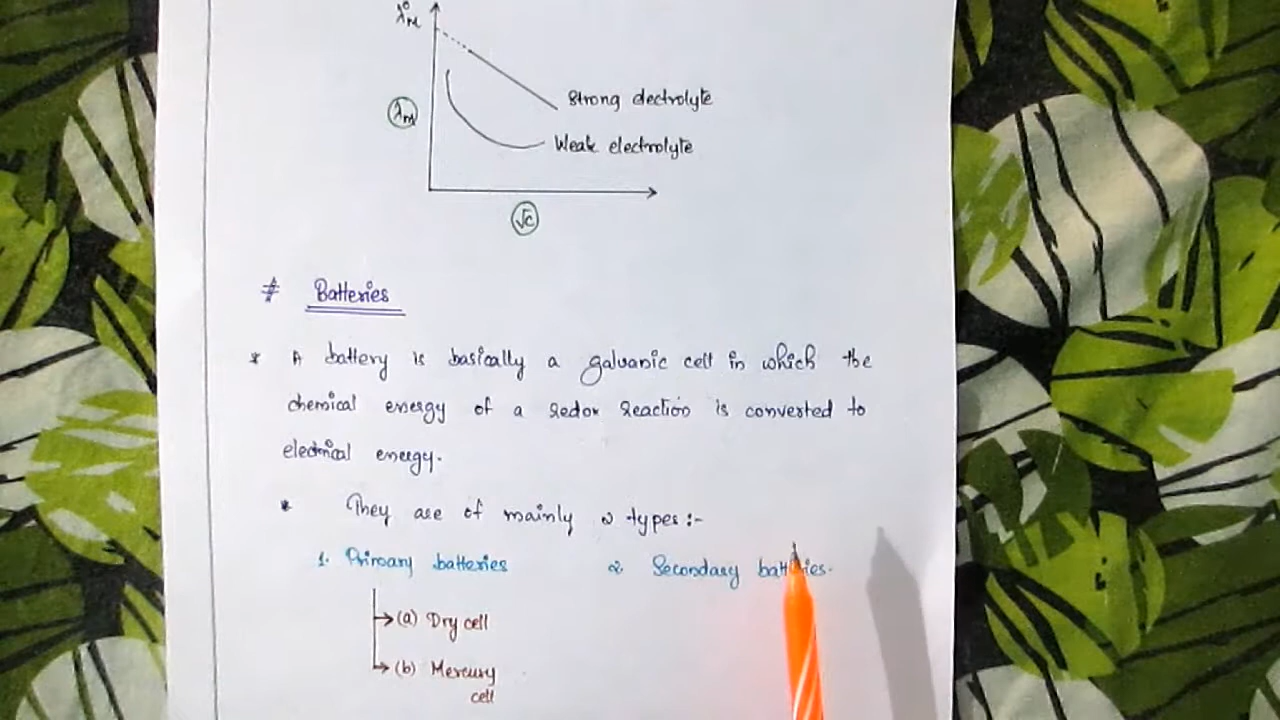 λ°m
Strong electrolyte
λm
Weak electrolyte
√c
# Batteries
* A battery is basically a galvanic cell in which the
chemical energy of a redox reaction is converted to
electrical energy.
* They are of mainly 2 types:-
1. Primary batteries 2. Secondary batteries.
→(a) Dry cell
→(b) Mercury
cell